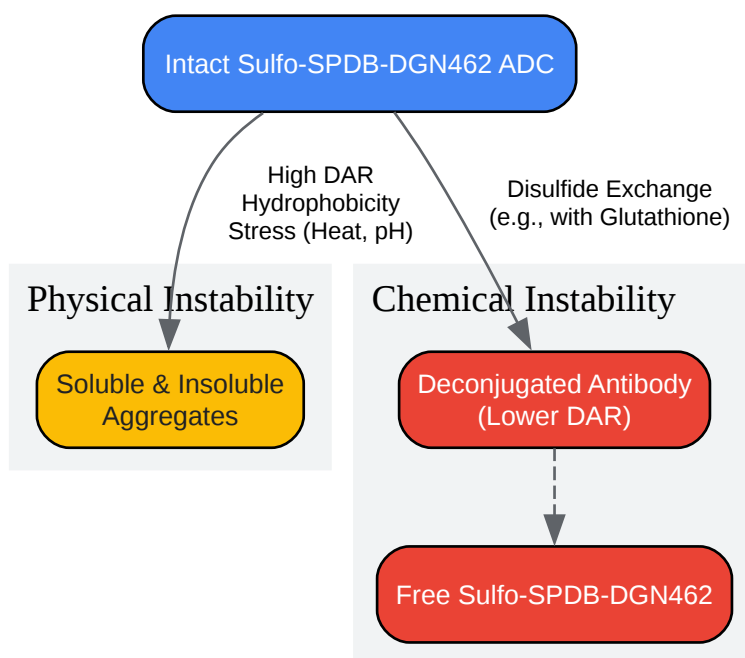 Intact Sulfo-SPDB-DGN462 ADC
High DAR
Hydrophobicity
Stress (Heat, pH)
Disulfide Exchange
(e.g., with Glutathione)
Physical Instability
Chemical Instability
Soluble & Insoluble
Aggregates
Deconjugated Antibody
(Lower DAR)
Free Sulfo-SPDB-DGN462